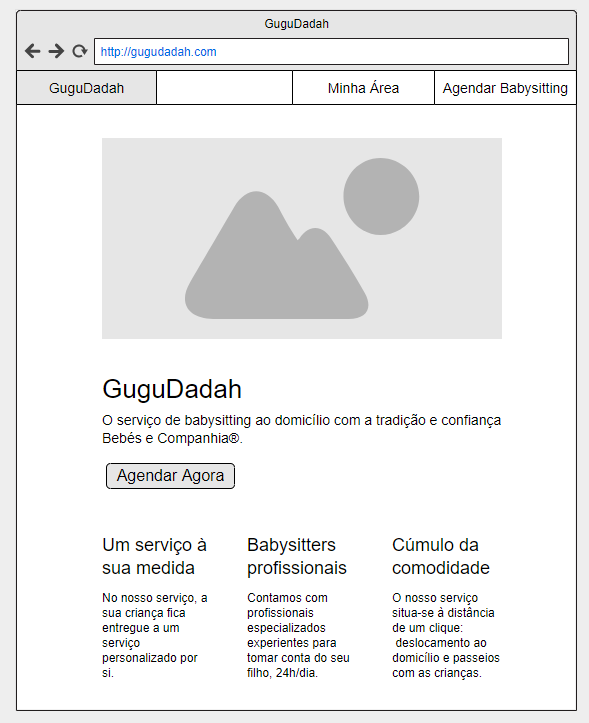 GuguDadah
http://gugudadah.com
GuguDadah
Minha Área
Agendar Babysitting
GuguDadah
O serviço de babysitting ao domicílio com a tradição e confiança
Bebés e Companhia®.
Agendar Agora
Um serviço à
sua medida
No nosso serviço, a
sua criança fica
entregue a um
serviço
personalizado por
si.
Babysitters
profissionais
Contamos com
profissionais
especializados
experientes para
tomar conta do seu
filho, 24h/dia.
Cúmulo da
comodidade
O nosso serviço
situa-se à distância
de um clique:
deslocamento ao
domicílio e passeios
com as crianças.